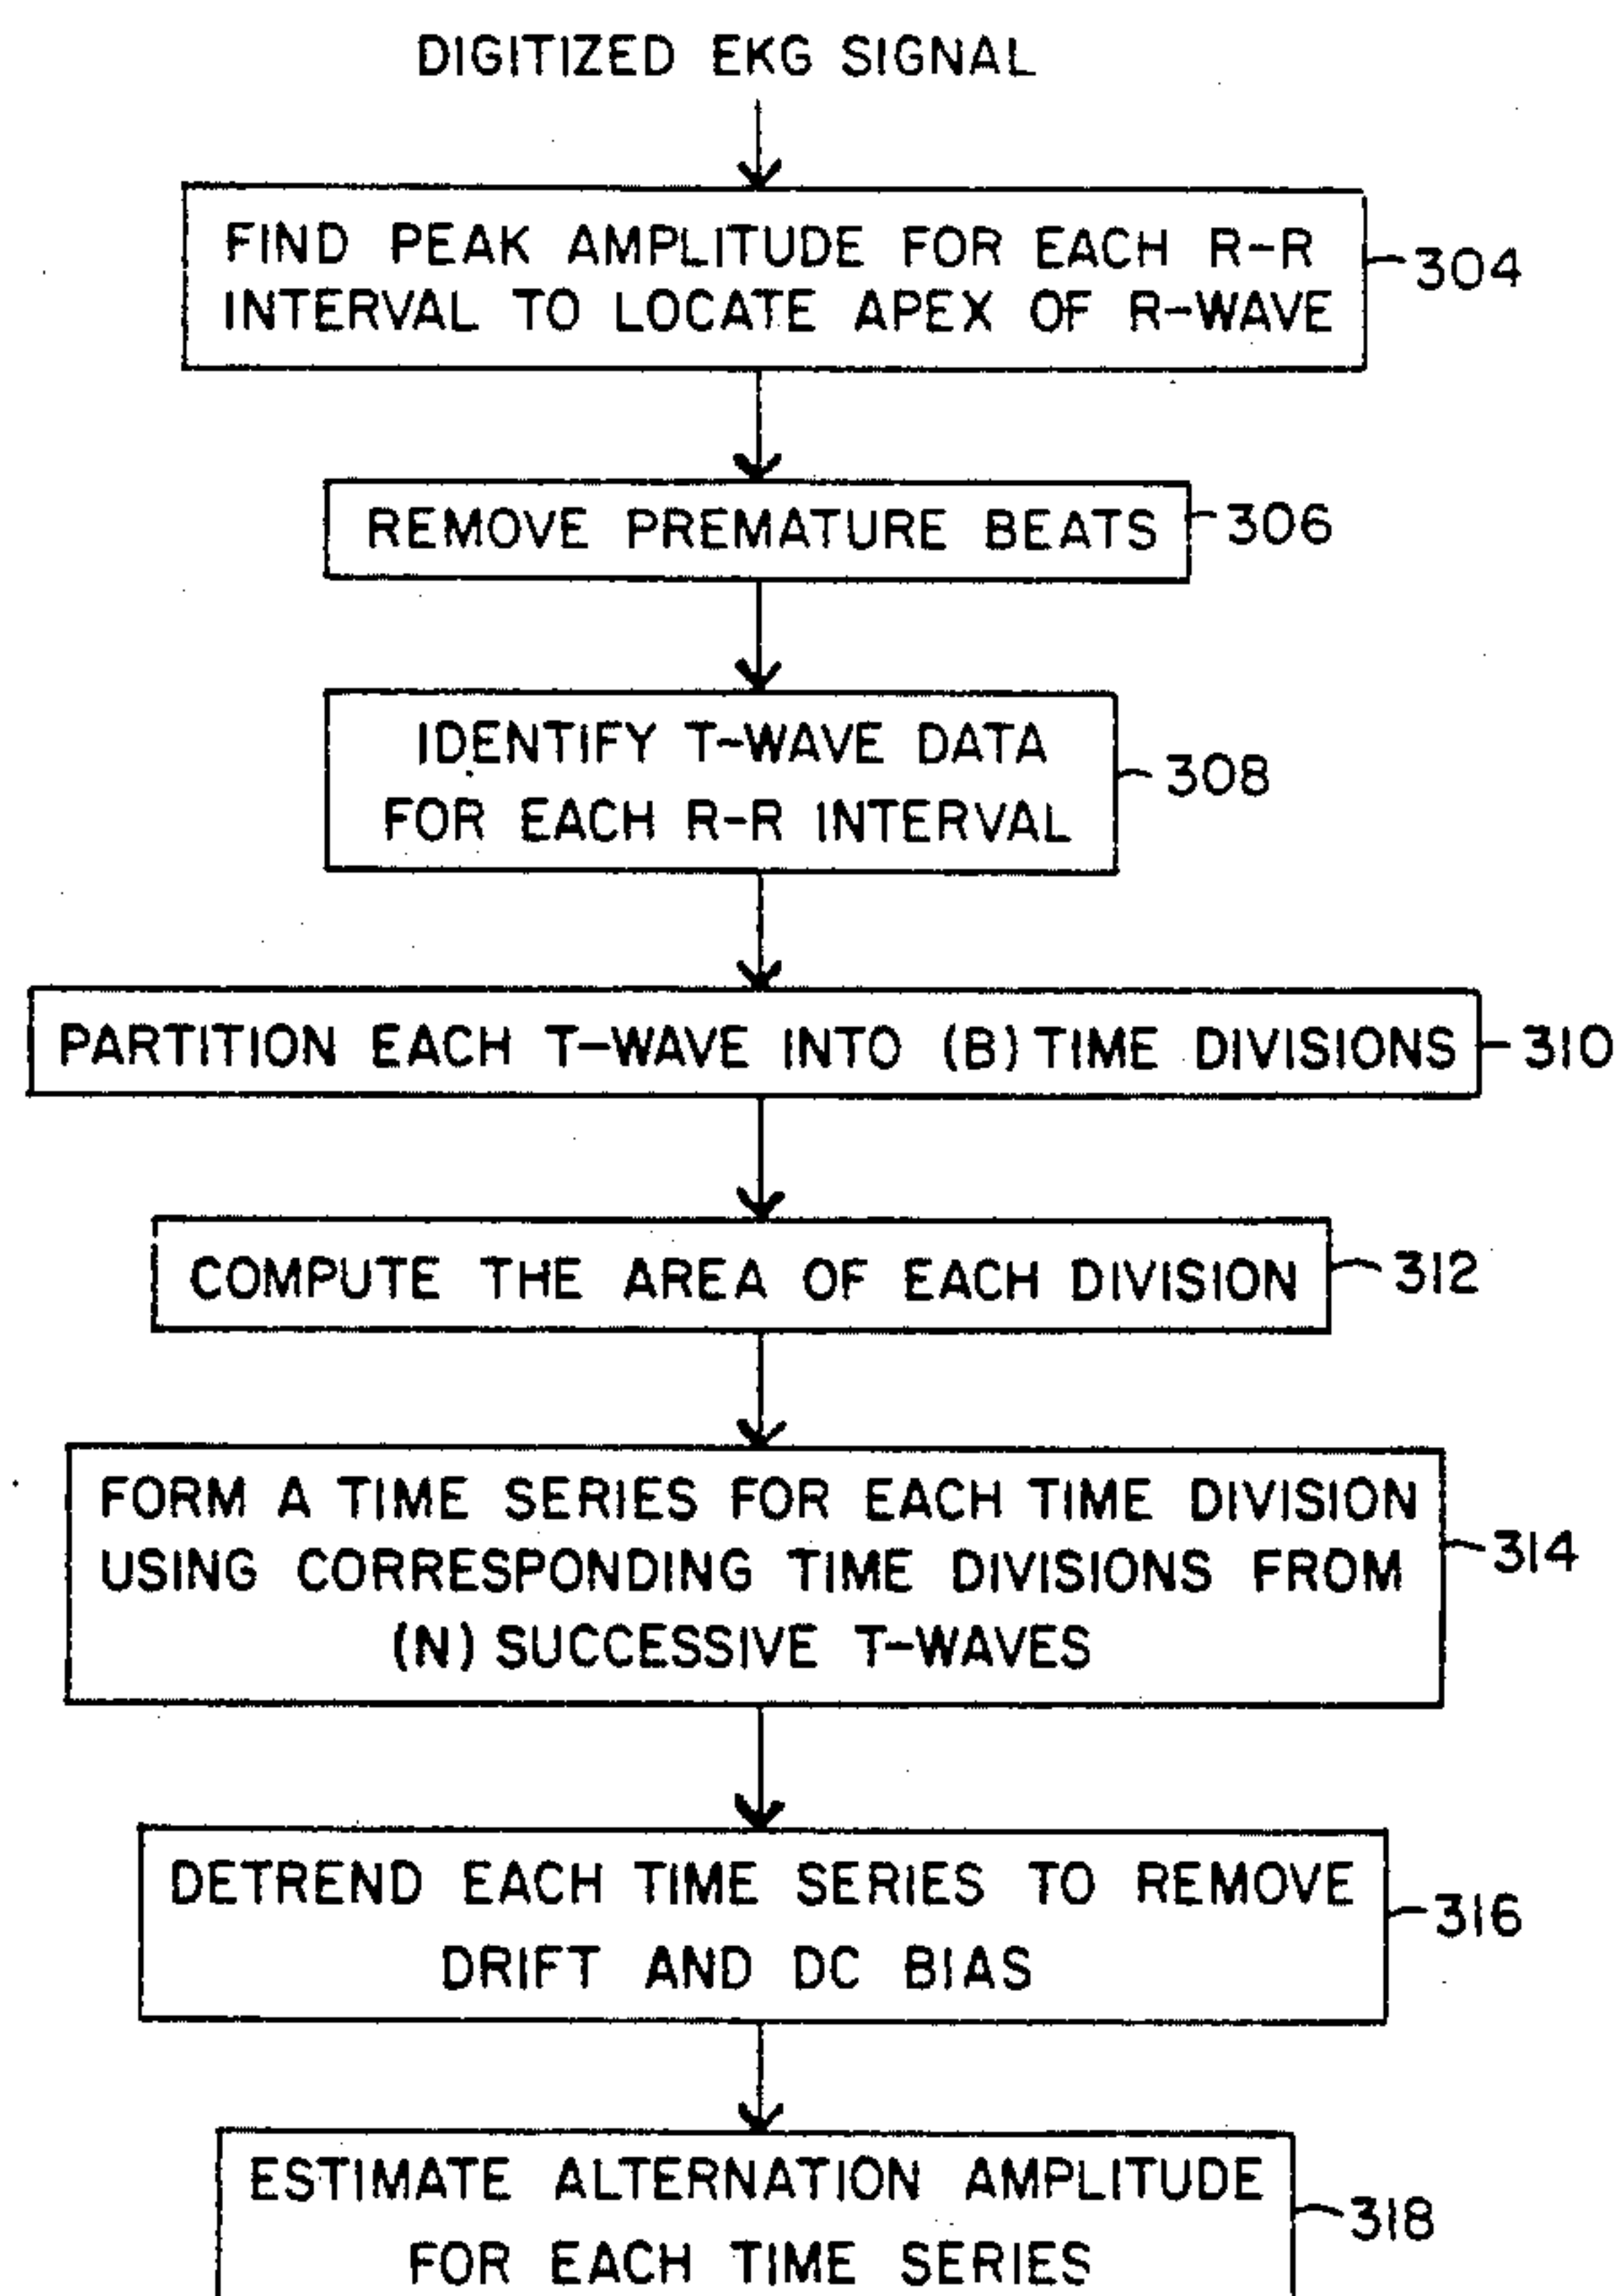 DIGITIZED EKG SIGNAL
FIND PEAK AMPLITUDE FOR EACH R-R
INTERVAL TO LOCATE APEX OF R-WAVE
304
REMOVE PREMATURE BEATS
306
IDENTIFY T-WAVE DATA
FOR EACH R-R INTERVAL
308
PARTITION EACH T-WAVE INTO (B) TIME DIVISIONS
310
COMPUTE THE AREA OF EACH DIVISION
312
FORM A TIME SERIES FOR EACH TIME DIVISION
USING CORRESPONDING TIME DIVISIONS FROM
(N) SUCCESSIVE T-WAVES
314
DETREND EACH TIME SERIES TO REMOVE
DRIFT AND DC BIAS
316
ESTIMATE ALTERNATION AMPLITUDE
FOR EACH TIME SERIES
318